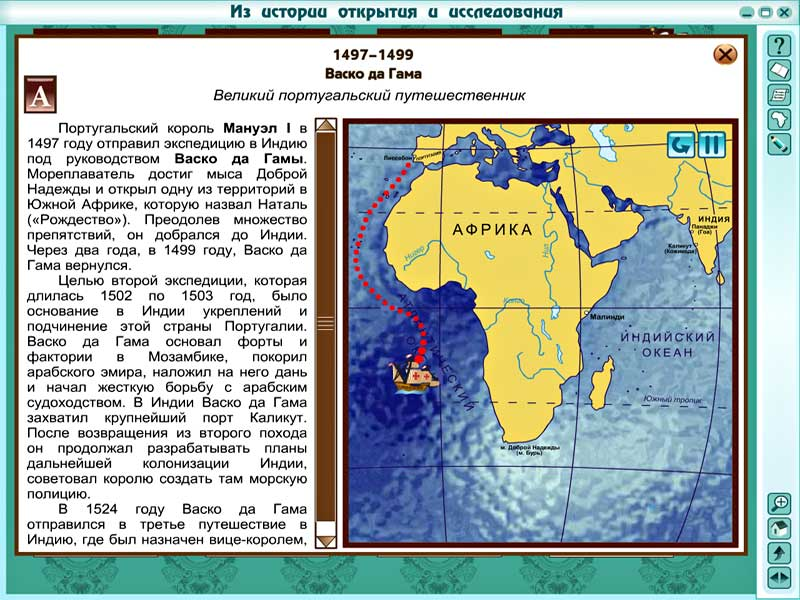 Из истории открытия и исследования
1497–1499
Васко да Гама
Великий португальский путешественник
А
Португальский король Мануэл I в
1497 году отправил экспедицию в Индию
под руководством Васко да Гамы.
Мореплаватель достиг мыса Доброй
Надежды и открыл одну из территорий в
Южной Африке, которую назвал Наталь
(«Рождество»). Преодолев множество
препятствий, он добрался до Индии.
Через два года, в 1499 году, Васко да
Гама вернулся.
Целью второй экспедиции, которая
длилась 1502 по 1503 год, было
основание в Индии укреплений и
подчинение этой страны Португалии.
Васко да Гама основал форты и
фактории в Мозамбике, покорил
арабского эмира, наложил на него дань
и начал жесткую борьбу с арабским
судоходством. В Индии Васко да Гама
захватил крупнейший порт Каликут.
После возвращения из второго похода
он продолжал разрабатывать планы
дальнейшей колонизации Индии,
советовал королю создать там морскую
полицию.
В 1524 году Васко да Гама
отправился в третье путешествие в
Индию, где был назначен вице-королем,
Лиссабон
АФРИКА
ИНДИЯ
Панаджи
(Гоа)
Каликут
(Кожикоде)
Нигер
Нил
Конго
Малинди
ИНДИЙСКИЙ
ОКЕАН
АТЛАНТИЧЕСКИЙ
Южный тропик
м. Доброй Надежды
(м. Бурь)
?